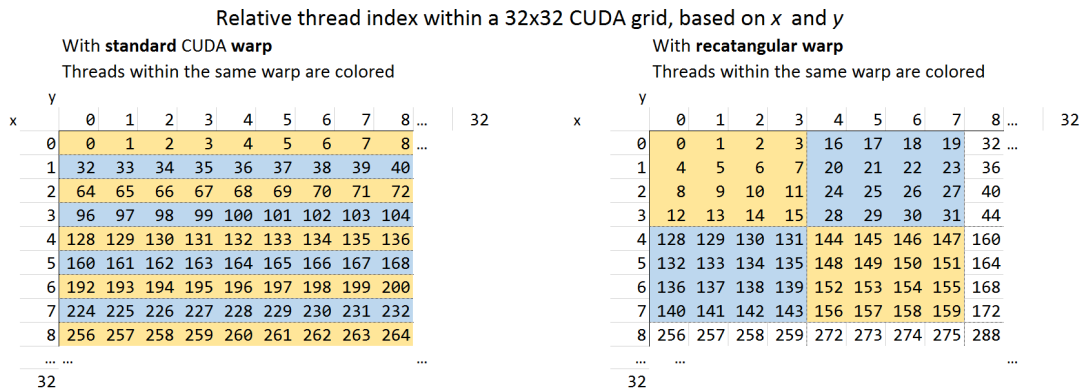 Relative thread index within a 32x32 CUDA grid, based on x and y
With standard CUDA warp
Threads within the same warp are colored
y
x 0 1 2 3 4 5 6 7 8 ... 32
0 0 1 2 3 4 5 6 7 8 ...
1 32 33 34 35 36 37 38 39 40
2 64 65 66 67 68 69 70 71 72
3 96 97 98 99 100 101 102 103 104
4 128 129 130 131 132 133 134 135 136
5 160 161 162 163 164 165 166 167 168
6 192 193 194 195 196 197 198 199 200
7 224 225 226 227 228 229 230 231 232
8 256 257 258 259 260 261 262 263 264
... ... ...
32
With recatangular warp
Threads within the same warp are colored
y
x 0 1 2 3 4 5 6 7 8 ... 32
0 0 1 2 3 16 17 18 19 32 ...
1 4 5 6 7 20 21 22 23 36
2 8 9 10 11 24 25 26 27 40
3 12 13 14 15 28 29 30 31 44
4 128 129 130 131 144 145 146 147 160
5 132 133 134 135 148 149 150 151 164
6 136 137 138 139 152 153 154 155 168
7 140 141 142 143 156 157 158 159 172
8 256 257 258 259 272 273 274 275 288
... ... ...
32